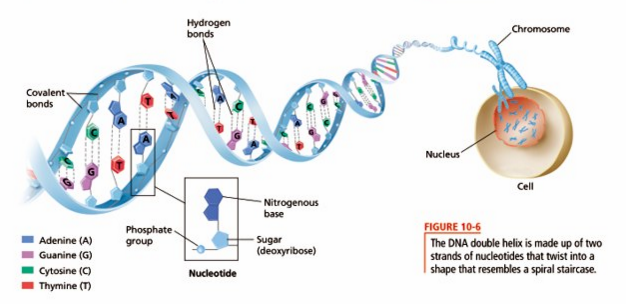 Hydrogen
bonds
Chromosome
Covalent
bonds
A
T
C
A
T
A
C
G
G
T
A
C
T
G
A
Nucleus
Cell
Nitrogenous
base
Phosphate
group
Sugar
(deoxyribose)
Nucleotide
Adenine (A)
Guanine (G)
Cytosine (C)
Thymine (T)
FIGURE 10-6
The DNA double helix is made up of two
strands of nucleotides that twist into a
shape that resembles a spiral staircase.